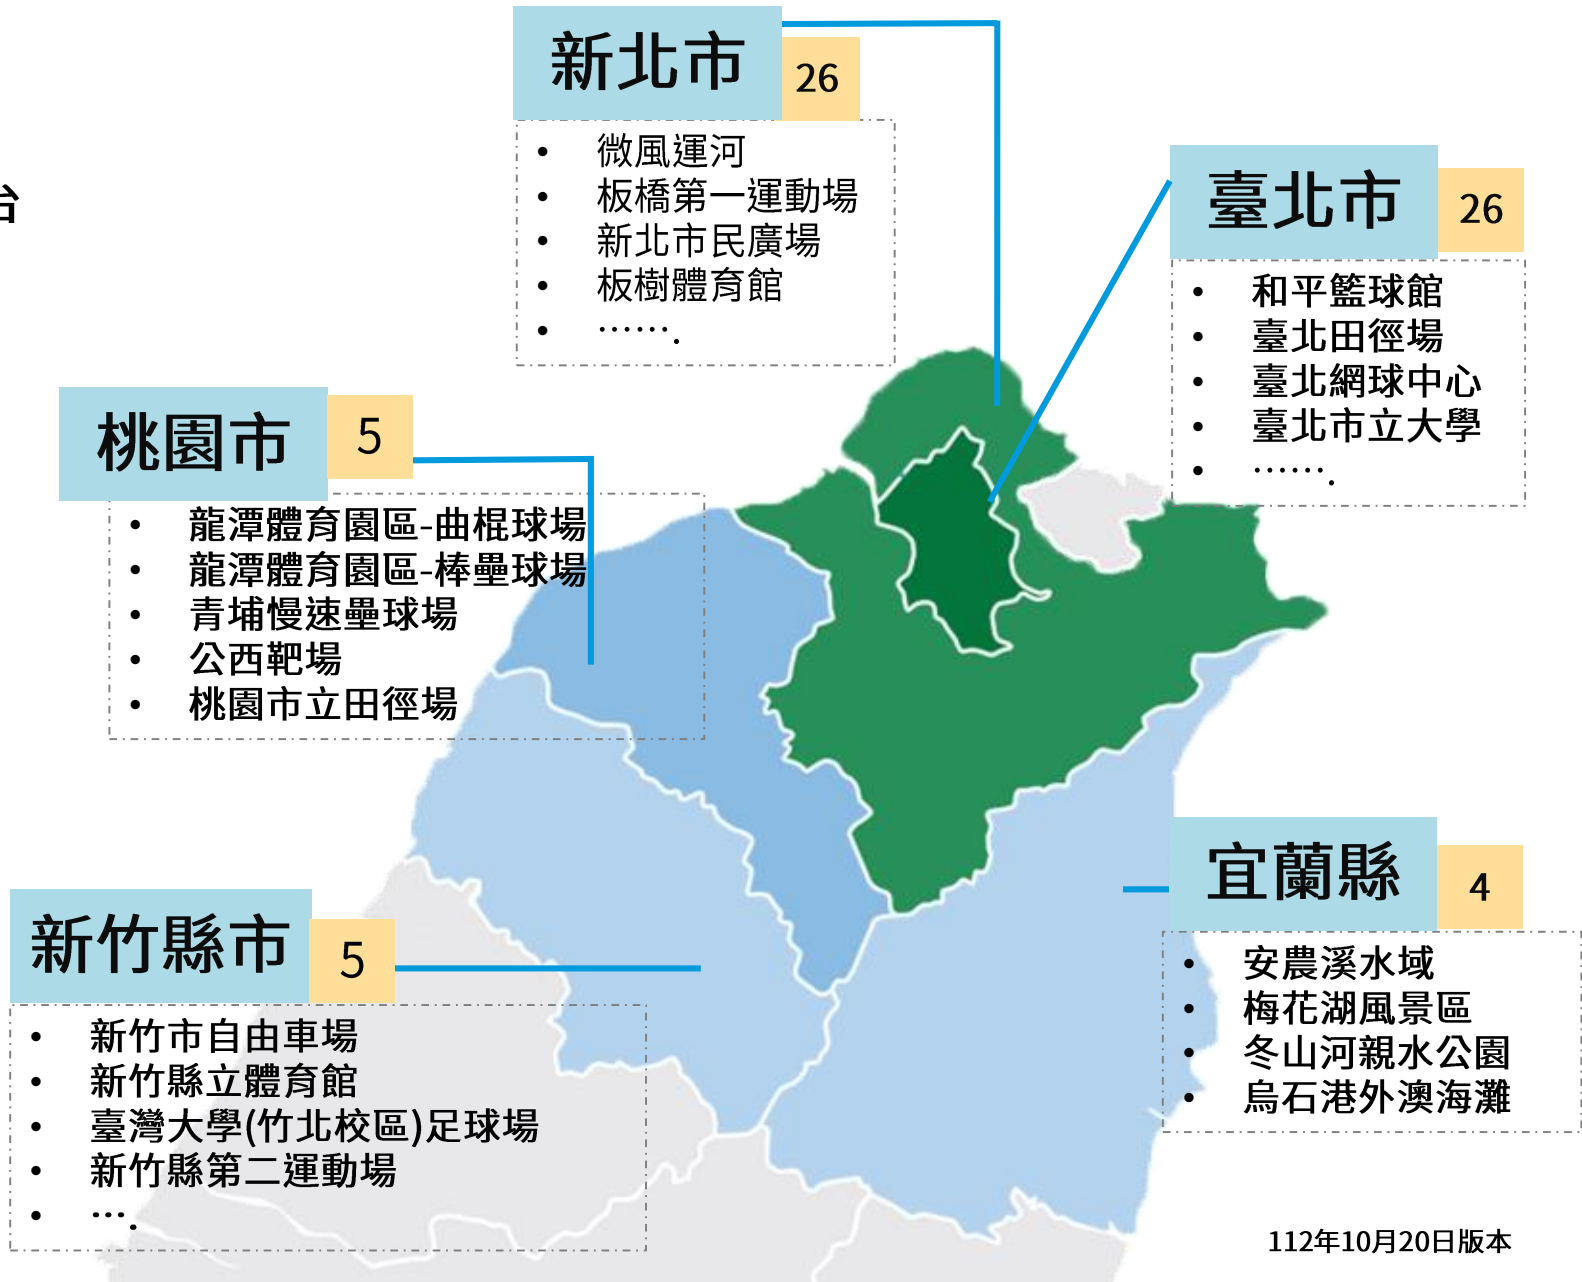 新北市
26
微風運河
板橋第一運動場
新北市民廣場
板樹體育館
…….
台
臺北市
26
和平籃球館
臺北田徑場
臺北網球中心
臺北市立大學
…….
桃園市
5
龍潭體育園區-曲棍球場
龍潭體育園區-棒壘球場
青埔慢速壘球場
公西靶場
桃園市立田徑場
宜蘭縣
4
安農溪水域
梅花湖風景區
冬山河親水公園
烏石港外澳海灘
新竹縣市
5
新竹市自由車場
新竹縣立體育館
臺灣大學(竹北校區)足球場
新竹縣第二運動場
….
112年10月20日版本